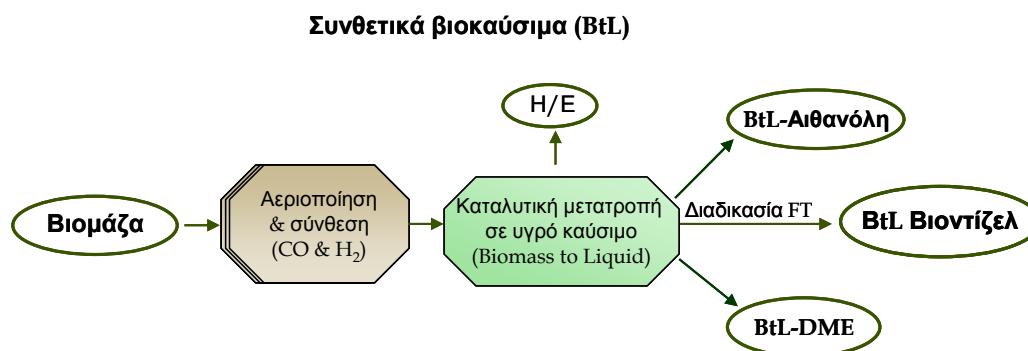 Συνθετικά βιοκαύσιμα (BtL)
Βιομάζα
Αεριοποίηση
& σύνθεση
(CO & H₂)
Η/Ε
Καταλυτική μετατροπή
σε υγρό καύσιμο
(Biomass to Liquid)
BtL-Αιθανόλη
Διαδικασία FT
BtL Βιοντίζελ
BtL-DME